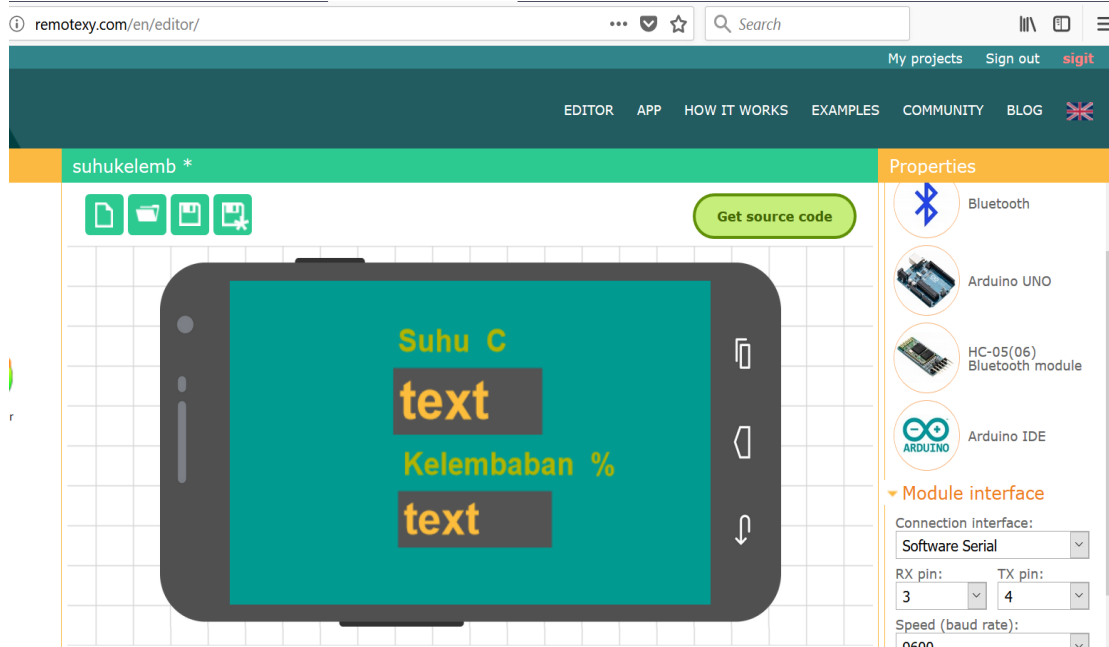 remotexy.com/en/editor/
Search
My projects Sign out sigit
EDITOR APP HOW IT WORKS EXAMPLES COMMUNITY BLOG
suhukelemb *
Properties
Get source code
Bluetooth
Arduino UNO
HC-05(06)
Bluetooth module
ARDUINO
Arduino IDE
Suhu C
text
Kelembaban %
text
r
Module interface
Connection interface:
Software Serial
RX pin: TX pin:
3 4
Speed (baud rate):
9600